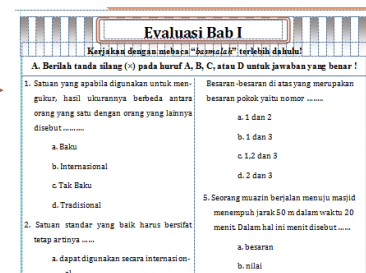 Evaluasi Bab I
Kerjakan dengan mebaca "basmalah" terlebih dahulu!
A. Berilah tanda silang (×) pada huruf A, B, C, atau D untuk jawaban yang benar !
1. Satuan yang apabila digunakan untuk men-
gukur, hasil ukurannya berbeda antara
orang yang satu dengan orang yang lainnya
disebut ..........
a. Baku
b. Internasional
c. Tak Baku
d. Tradisional
2. Satuan standar yang baik harus bersifat
tetap artinya ......
a. dapat digunakan secara internasion-
al
Besaran-besaran di atas yang merupakan
besaran pokok yaitu nomor ........
a. 1 dan 2
b. 1 dan 3
c. 1,2 dan 3
d. 2 dan 3
5. Seorang muazin berjalan menuju masjid
menempuh jarak 50 m dalam waktu 20
menit. Dalam hal ini menit disebut ......
a. besaran
b. nilai